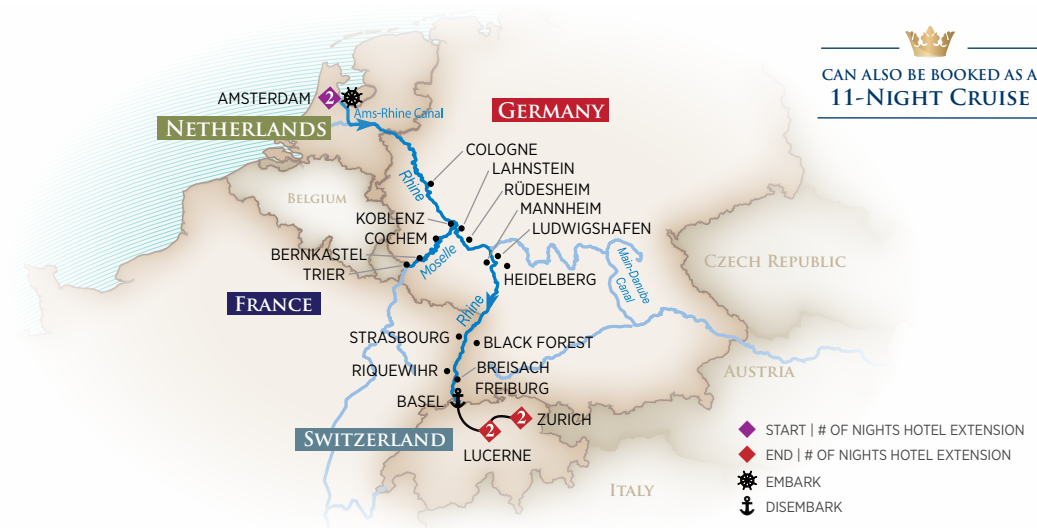 CAN ALSO BE BOOKED AS A
11-NIGHT CRUISE
AMSTERDAM
2
Ams-Rhine Canal
NETHERLANDS
GERMANY
COLOGNE
LAHNSTEIN
RÜDESHEIM
MANNHEIM
LUDWIGSHAFEN
Rhine
BELGIUM
KOBLENZ
COCHEM
BERNKASTEL
TRIER
Moselle
HEIDELBERG
Main-Danube
Canal
CZECH REPUBLIC
FRANCE
Rhine
STRASBOURG
BLACK FOREST
RIQUEWIHR
BREISACH
FREIBURG
BASEL
AUSTRIA
SWITZERLAND
2
2
ZURICH
LUCERNE
ITALY
START | # OF NIGHTS HOTEL EXTENSION
END | # OF NIGHTS HOTEL EXTENSION
EMBARK
DISEMBARK